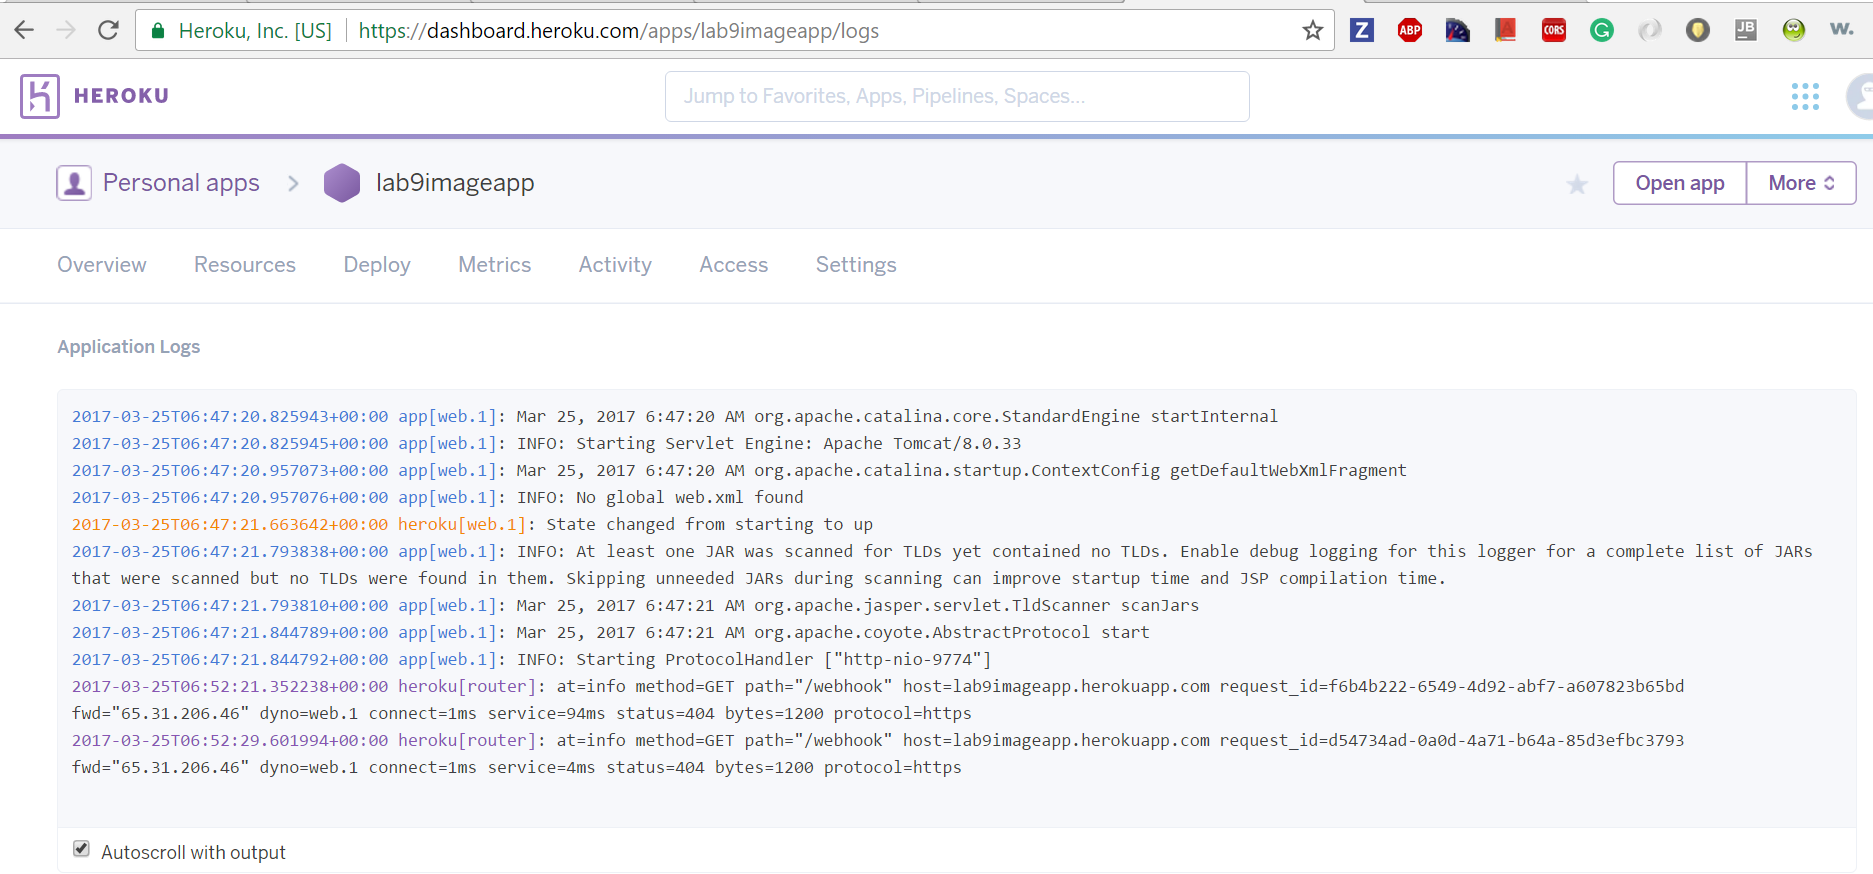 Heroku, Inc. [US] https://dashboard.heroku.com/apps/lab9imageapp/logs
Z ABP A CORS G JB w.
HEROKU
Jump to Favorites, Apps, Pipelines, Spaces...
Personal apps > lab9imageapp
Open app More
Overview Resources Deploy Metrics Activity Access Settings
Application Logs
2017-03-25T06:47:20.825943+00:00 app[web.1]: Mar 25, 2017 6:47:20 AM org.apache.catalina.core.StandardEngine startInternal
2017-03-25T06:47:20.825945+00:00 app[web.1]: INFO: Starting Servlet Engine: Apache Tomcat/8.0.33
2017-03-25T06:47:20.957073+00:00 app[web.1]: Mar 25, 2017 6:47:20 AM org.apache.catalina.startup.ContextConfig getDefaultWebXmlFragment
2017-03-25T06:47:20.957076+00:00 app[web.1]: INFO: No global web.xml found
2017-03-25T06:47:21.663642+00:00 heroku[web.1]: State changed from starting to up
2017-03-25T06:47:21.793838+00:00 app[web.1]: INFO: At least one JAR was scanned for TLDs yet contained no TLDs. Enable debug logging for this logger for a complete list of JARs
that were scanned but no TLDs were found in them. Skipping unneeded JARs during scanning can improve startup time and JSP compilation time.
2017-03-25T06:47:21.793810+00:00 app[web.1]: Mar 25, 2017 6:47:21 AM org.apache.jasper.servlet.TldScanner scanJars
2017-03-25T06:47:21.844789+00:00 app[web.1]: Mar 25, 2017 6:47:21 AM org.apache.coyote.AbstractProtocol start
2017-03-25T06:47:21.844792+00:00 app[web.1]: INFO: Starting ProtocolHandler ["http-nio-9774"]
2017-03-25T06:52:21.352238+00:00 heroku[router]: at=info method=GET path="/webhook" host=lab9imageapp.herokuapp.com request_id=f6b4b222-6549-4d92-abf7-a607823b65bd
fwd="65.31.206.46" dyno=web.1 connect=1ms service=94ms status=404 bytes=1200 protocol=https
2017-03-25T06:52:29.601994+00:00 heroku[router]: at=info method=GET path="/webhook" host=lab9imageapp.herokuapp.com request_id=d54734ad-0a0d-4a71-b64a-85d3efbc3793
fwd="65.31.206.46" dyno=web.1 connect=1ms service=4ms status=404 bytes=1200 protocol=https
Autoscroll with output